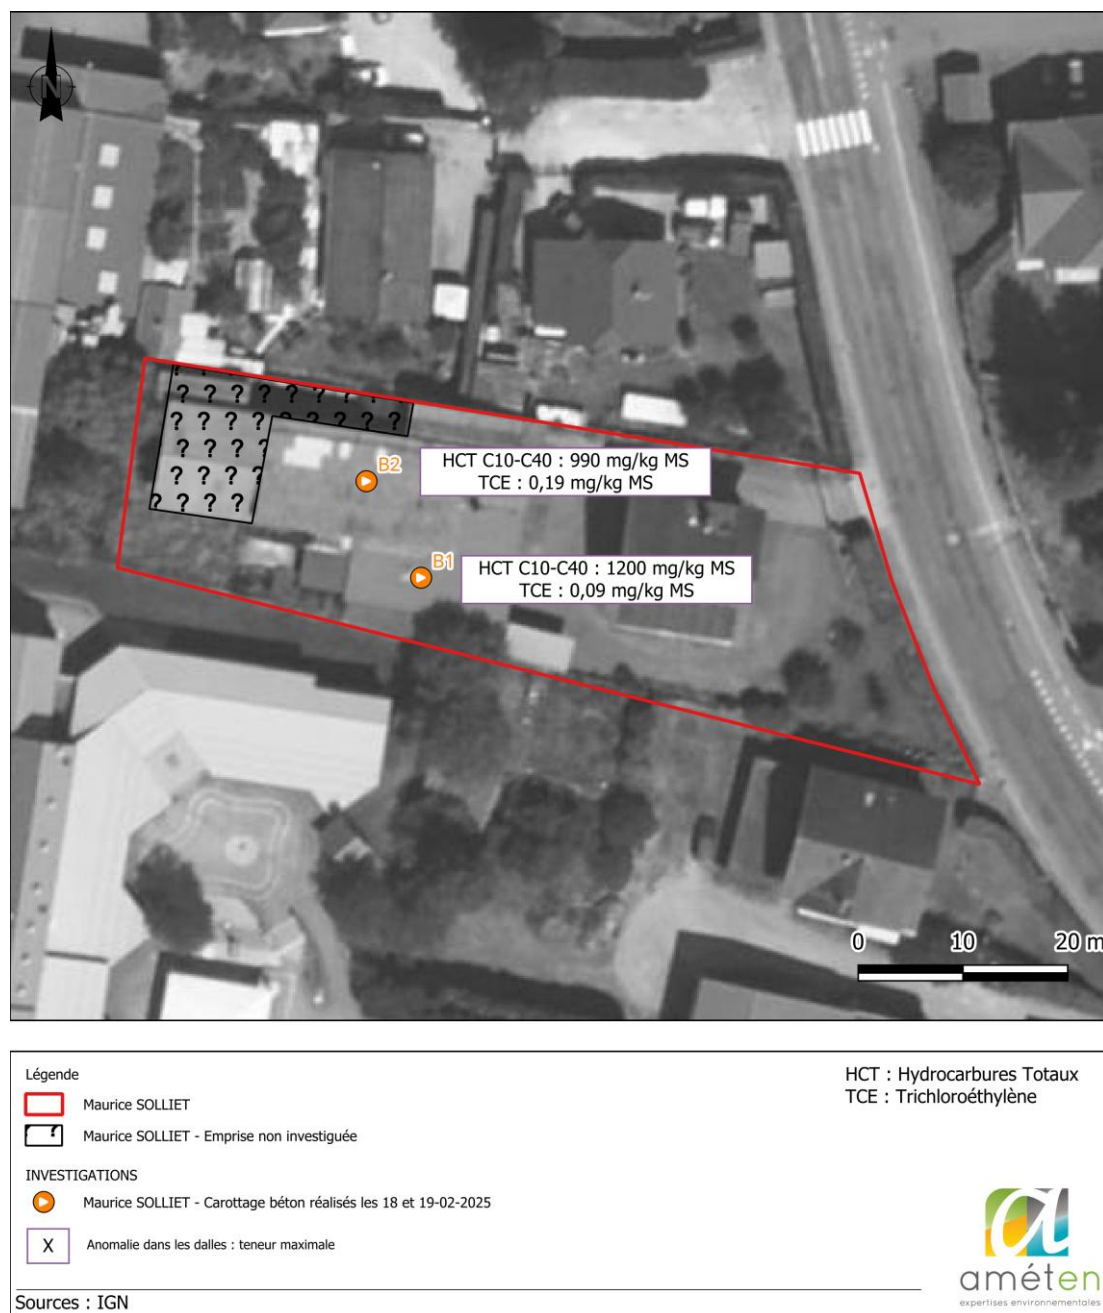 N
B2
HCT C10-C40 : 990 mg/kg MS
TCE : 0,19 mg/kg MS
B1
HCT C10-C40 : 1200 mg/kg MS
TCE : 0,09 mg/kg MS
0 10 20 m
Légende
HCT : Hydrocarbures Totaux
TCE : Trichloroéthylène
Maurice SOLLIET
Maurice SOLLIET - Emprise non investiguée
INVESTIGATIONS
Maurice SOLLIET - Carottage béton réalisés les 18 et 19-02-2025
X Anomalie dans les dalles : teneur maximale
améten
expertises environnementales
Sources : IGN